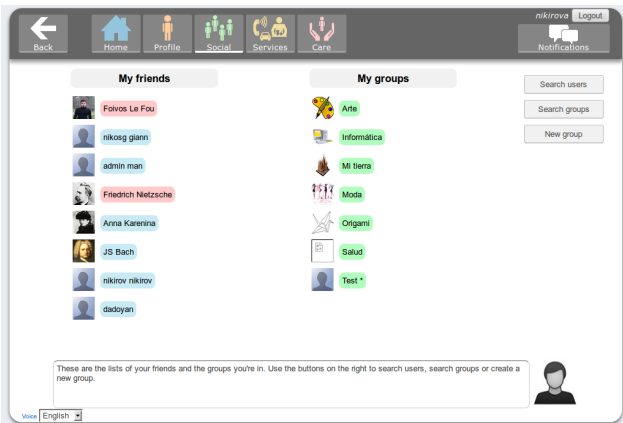 nikirova Logout
Back Home Profile Social Services Care Notifications
My friends
Foivos Le Fou
nikosg giann
admin man
Friedrich Nietzsche
Anna Karenina
JS Bach
nikirov nikirov
dadoyan
My groups
Arte
Informática
Mi tierra
Moda
Origami
Salud
Test *
Search users
Search groups
New group
These are the lists of your friends and the groups you're in. Use the buttons on the right to search users, search groups or create a
new group.
Voice English